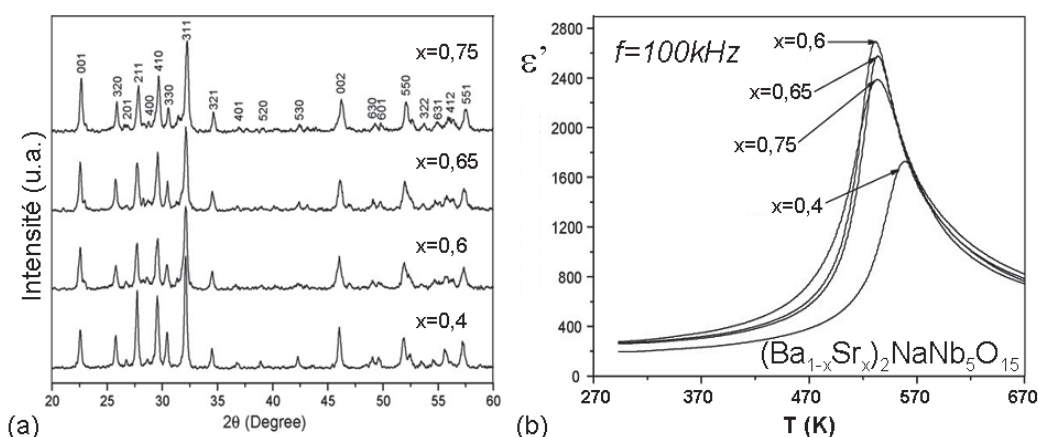 001
320
201
211
400
410
330
311
321
401
520
530
002
630
601
550
322
631
412
551
x=0,75
x=0,65
x=0,6
x=0,4
Intensité (u.a.)
20 25 30 35 40 45 50 55 60
2θ (Degree)
(a)
2800
2400
2000
1600
1200
800
400
0
ε’
f=100kHz
x=0,6
x=0,65
x=0,75
x=0,4
(Ba1-xSrx)2NaNb5O15
270 370 470 570 670
T (K)
(b)